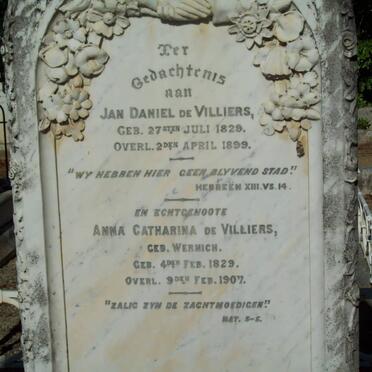 Ter
Gedachtenis
aan
JAN DANIEL DE VILLIERS,
GEB. 27STEN JULI 1829.
OVERL. 2DEN APRIL 1899.
"WY HEBBEN HIER GEEN BLYVEND STAD."
HEBREEN XIII. VS. 14.
EN ECHTGENOOTE
ANNA CATHARINA DE VILLIERS,
GEB. WERNICH.
GEB. 4DEN FEB. 1829.
OVERL. 9DEN FEB. 1907.
"ZALIG ZYN DE ZACHTMOEDIGEN."
MAT. 5-5.